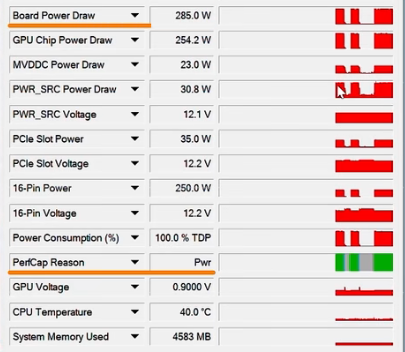 Board Power Draw 285.0 W
GPU Chip Power Draw 254.2 W
MVDDC Power Draw 23.0 W
PWR_SRC Power Draw 30.8 W
PWR_SRC Voltage 12.1 V
PCIe Slot Power 35.0 W
PCIe Slot Voltage 12.2 V
16-Pin Power 250.0 W
16-Pin Voltage 12.2 V
Power Consumption (%) 100.0 % TDP
PerfCap Reason Pwr
GPU Voltage 0.9000 V
CPU Temperature 40.0 °C
System Memory Used 4583 MB